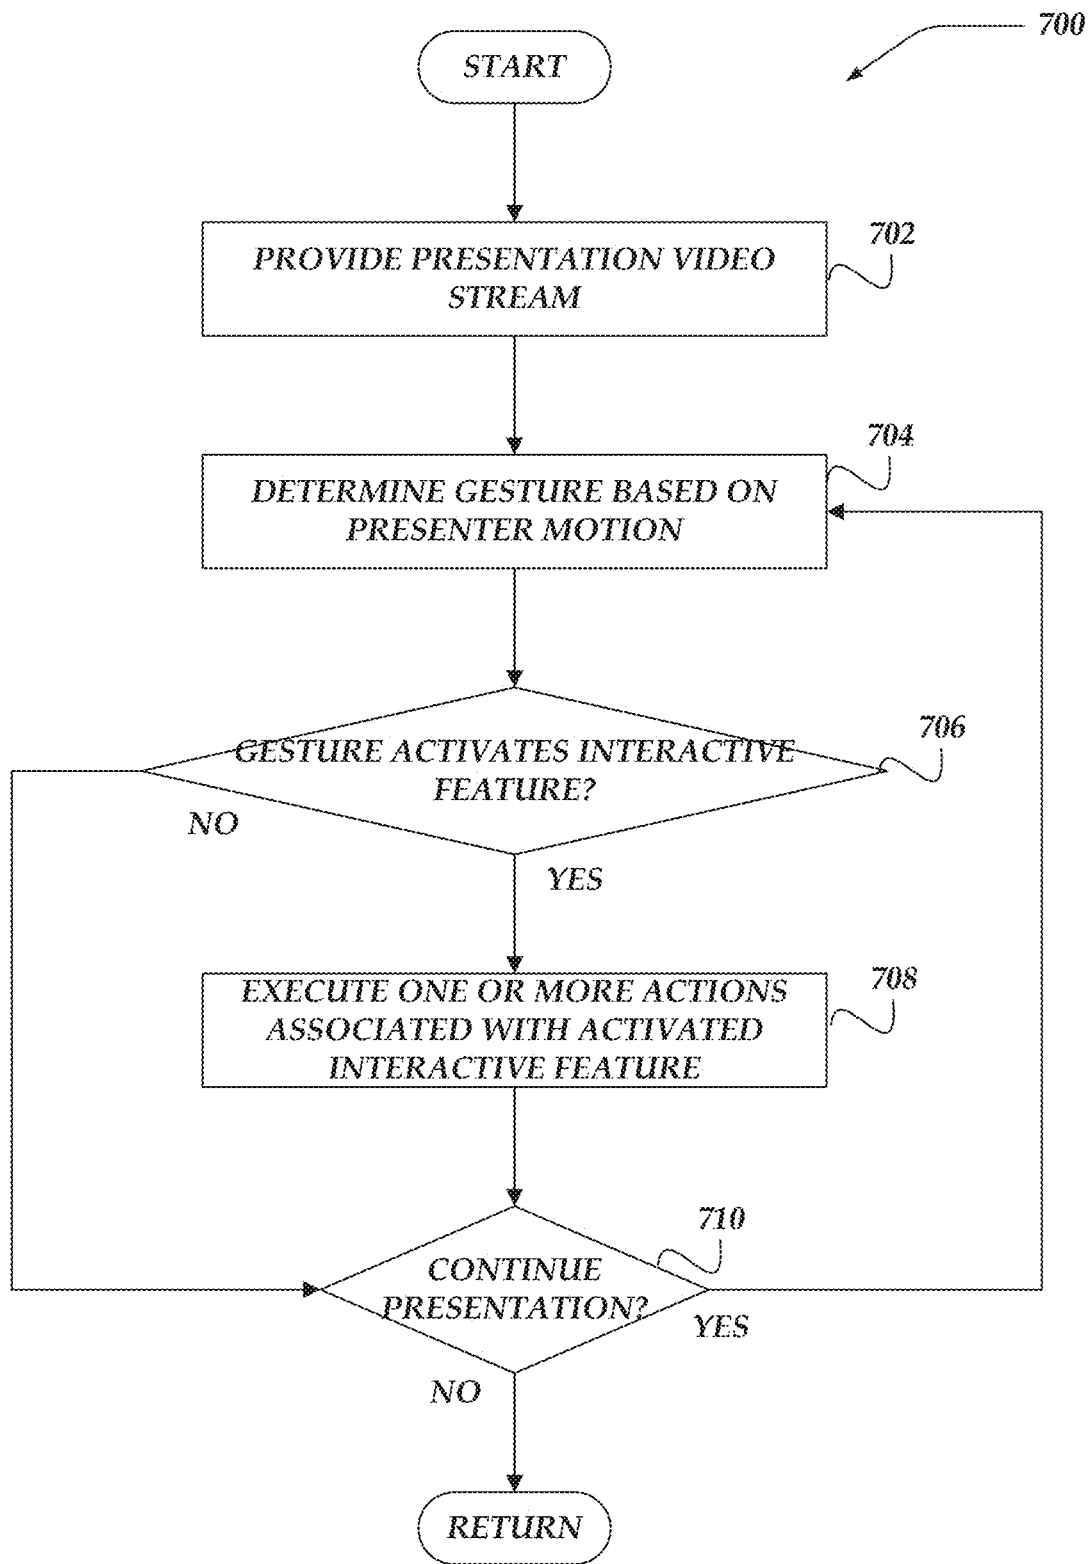 700
START
PROVIDE PRESENTATION VIDEO
STREAM
702
DETERMINE GESTURE BASED ON
PRESENTER MOTION
704
GESTURE ACTIVATES INTERACTIVE
FEATURE?
706
NO
YES
EXECUTE ONE OR MORE ACTIONS
ASSOCIATED WITH ACTIVATED
INTERACTIVE FEATURE
708
CONTINUE
PRESENTATION?
710
YES
NO
RETURN